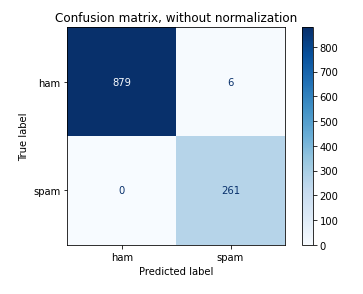 Confusion matrix, without normalization
True label
ham
879
6
spam
0
261
ham
spam
Predicted label
800
700
600
500
400
300
200
100
0